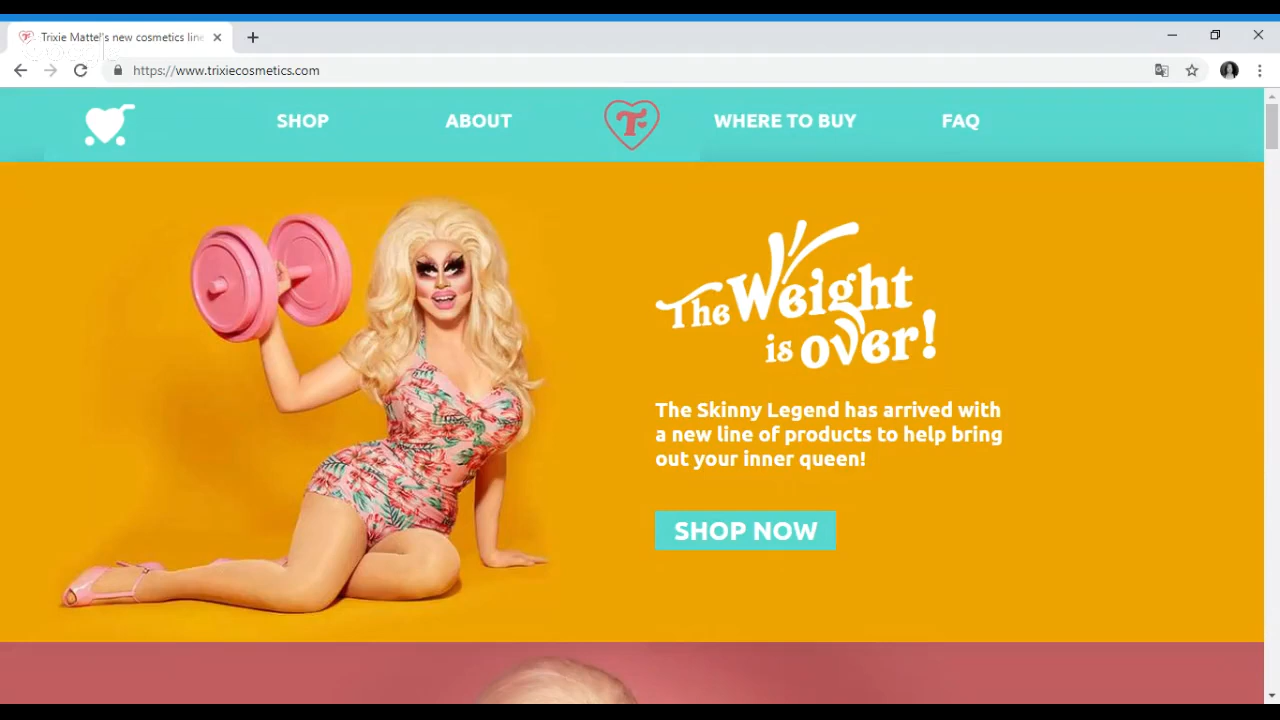 Trixie Mattel's new cosmetics line
https://www.trixiecosmetics.com
SHOP ABOUT T WHERE TO BUY FAQ
The Weight
is over!
The Skinny Legend has arrived with
a new line of products to help bring
out your inner queen!
SHOP NOW